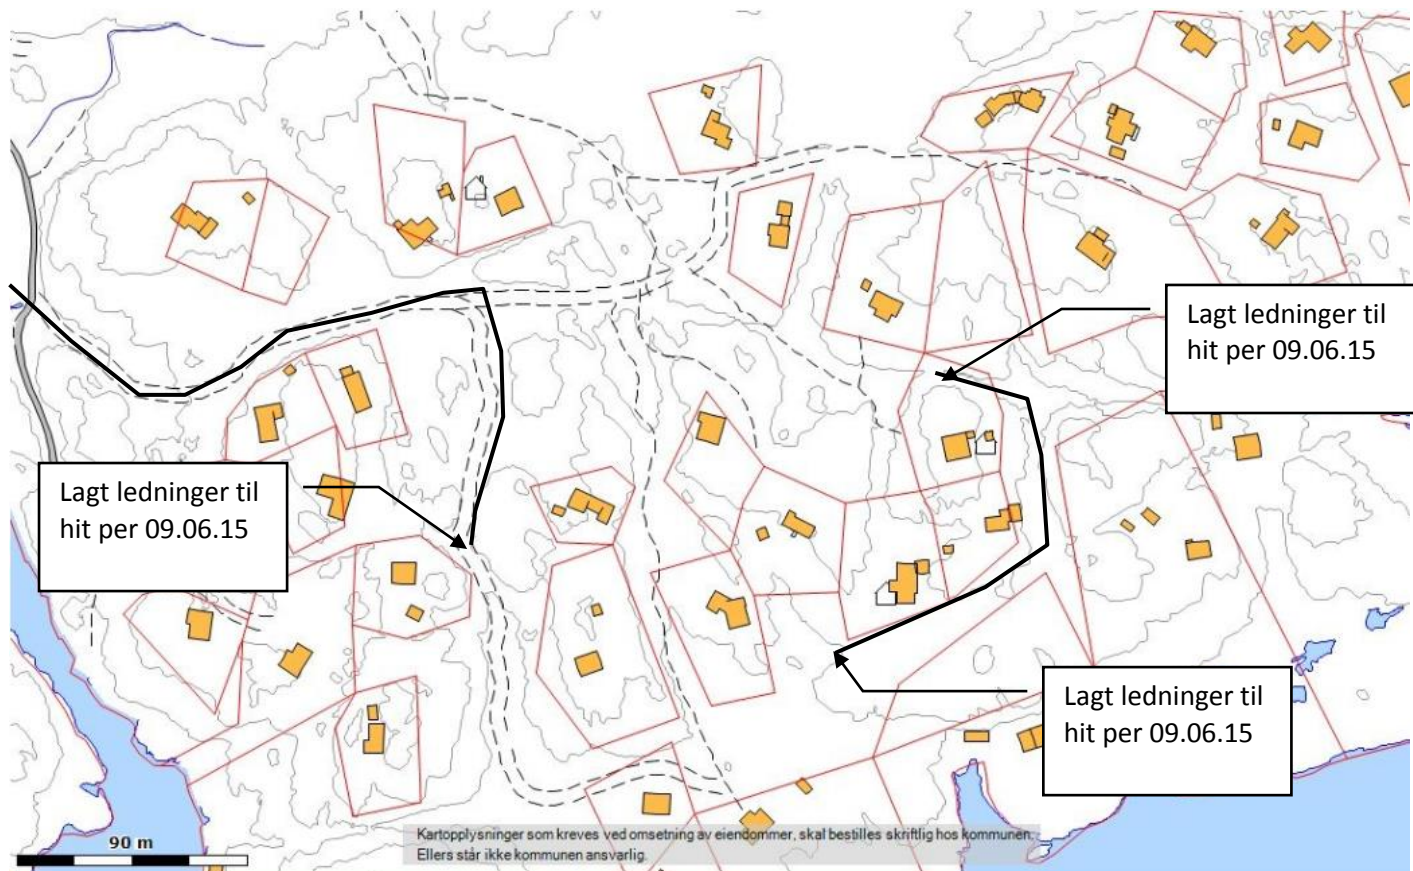 Lagt ledninger til
hit per 09.06.15
Lagt ledninger til
hit per 09.06.15
Lagt ledninger til
hit per 09.06.15
90 m
Kartopplysninger som kreves ved omsetning av eiendommer, skal bestilles skriftlig hos kommunen.
Ellers står ikke kommunen ansvarlig.